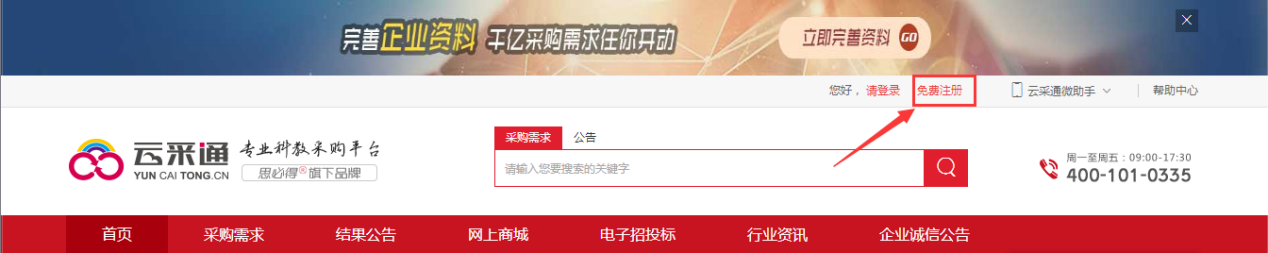 完善企业资料 千亿采购需求任你开动
立即完善资料 GO
您好，请登录 免费注册 云采通微助手 帮助中心
云采通 专业科教采购平台
YUN CAI TONG.CN 思必得®旗下品牌
采购需求 公告
请输入您要搜索的关键字
周一至周五：09:00-17:30
400-101-0335
首页 采购需求 结果公告 网上商城 电子招投标 行业资讯 企业诚信公告